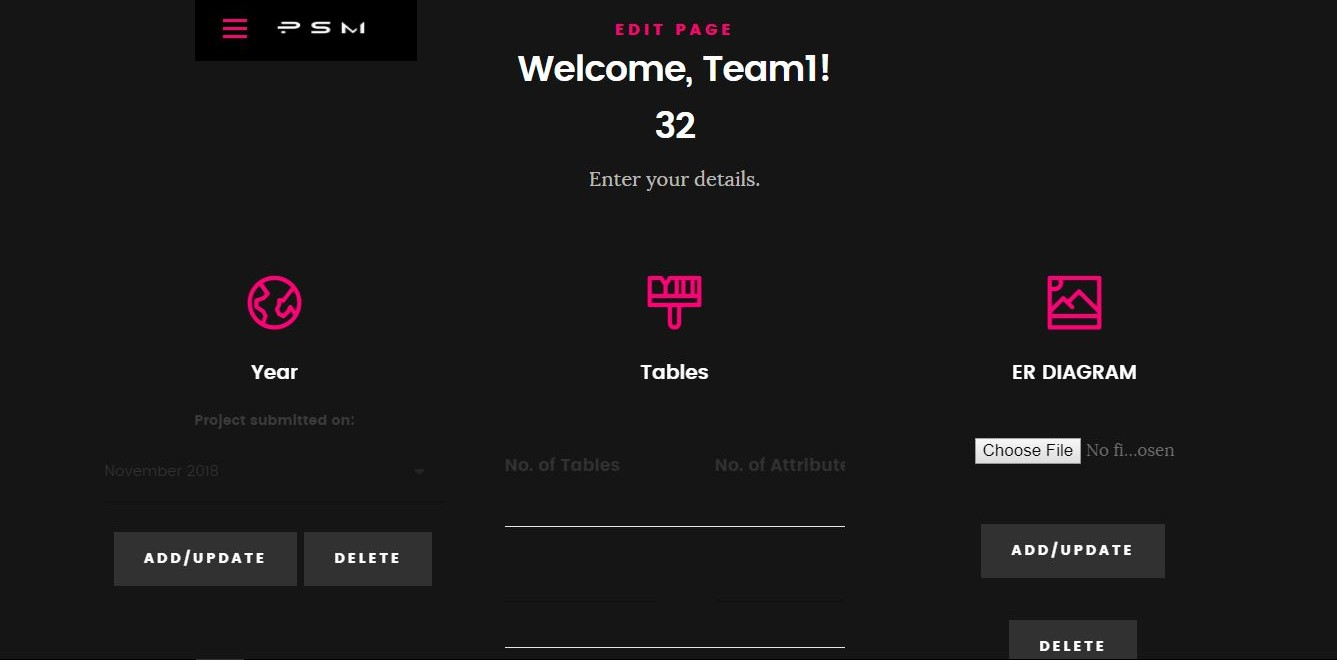 PSM
EDIT PAGE
Welcome, Team1!
32
Enter your details.
Year
Project submitted on:
November 2018
ADD/UPDATE DELETE
Tables
No. of Tables No. of Attribute
ER DIAGRAM
Choose File No fi...osen
ADD/UPDATE
DELETE